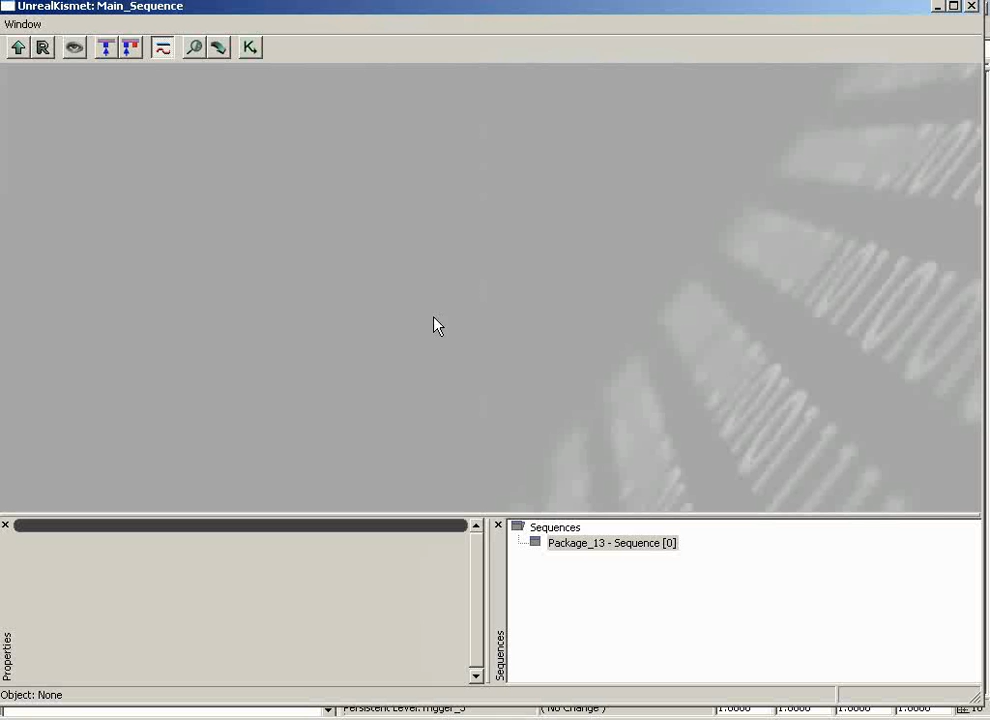 UnrealKismet: Main_Sequence
Window
R
K
Sequences
Package_13 - Sequence [0]
Properties
Sequences
Object: None
Persistent Level.Trigger_3
(No Change)
1.0000
1.0000
1.0000
1.0000